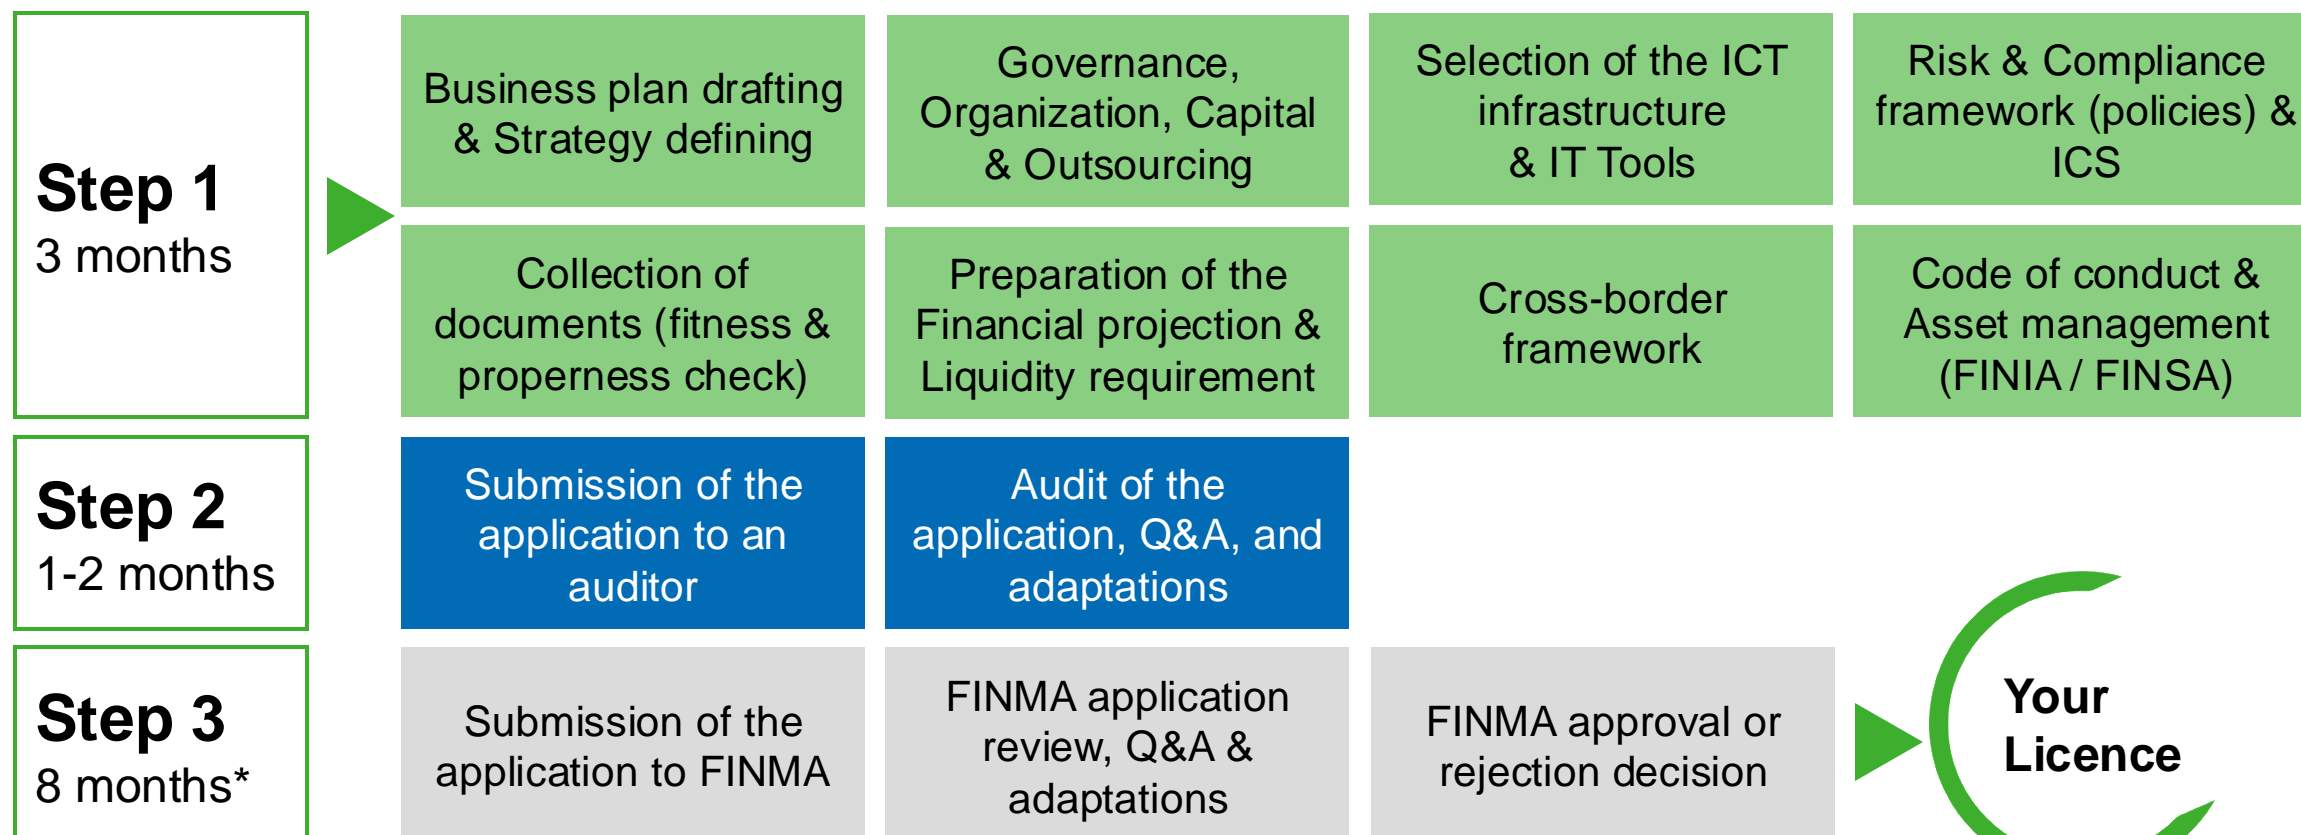 Step 1
3 months
Business plan drafting
& Strategy defining
Governance,
Organization, Capital
& Outsourcing
Selection of the ICT
infrastructure
& IT Tools
Risk & Compliance
framework (policies) &
ICS
Collection of
documents (fitness &
properness check)
Preparation of the
Financial projection &
Liquidity requirement
Cross-border
framework
Code of conduct &
Asset management
(FINIA / FINSA)
Step 2
1-2 months
Submission of the
application to an
auditor
Audit of the
application, Q&A, and
adaptations
Step 3
8 months*
Submission of the
application to FINMA
FINMA application
review, Q&A &
adaptations
FINMA approval or
rejection decision
Your
Licence